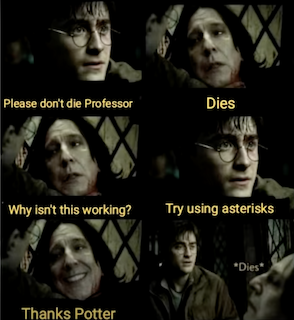 Please don't die Professor
Dies
Why isn't this working?
Try using asterisks
Thanks Potter
*Dies*